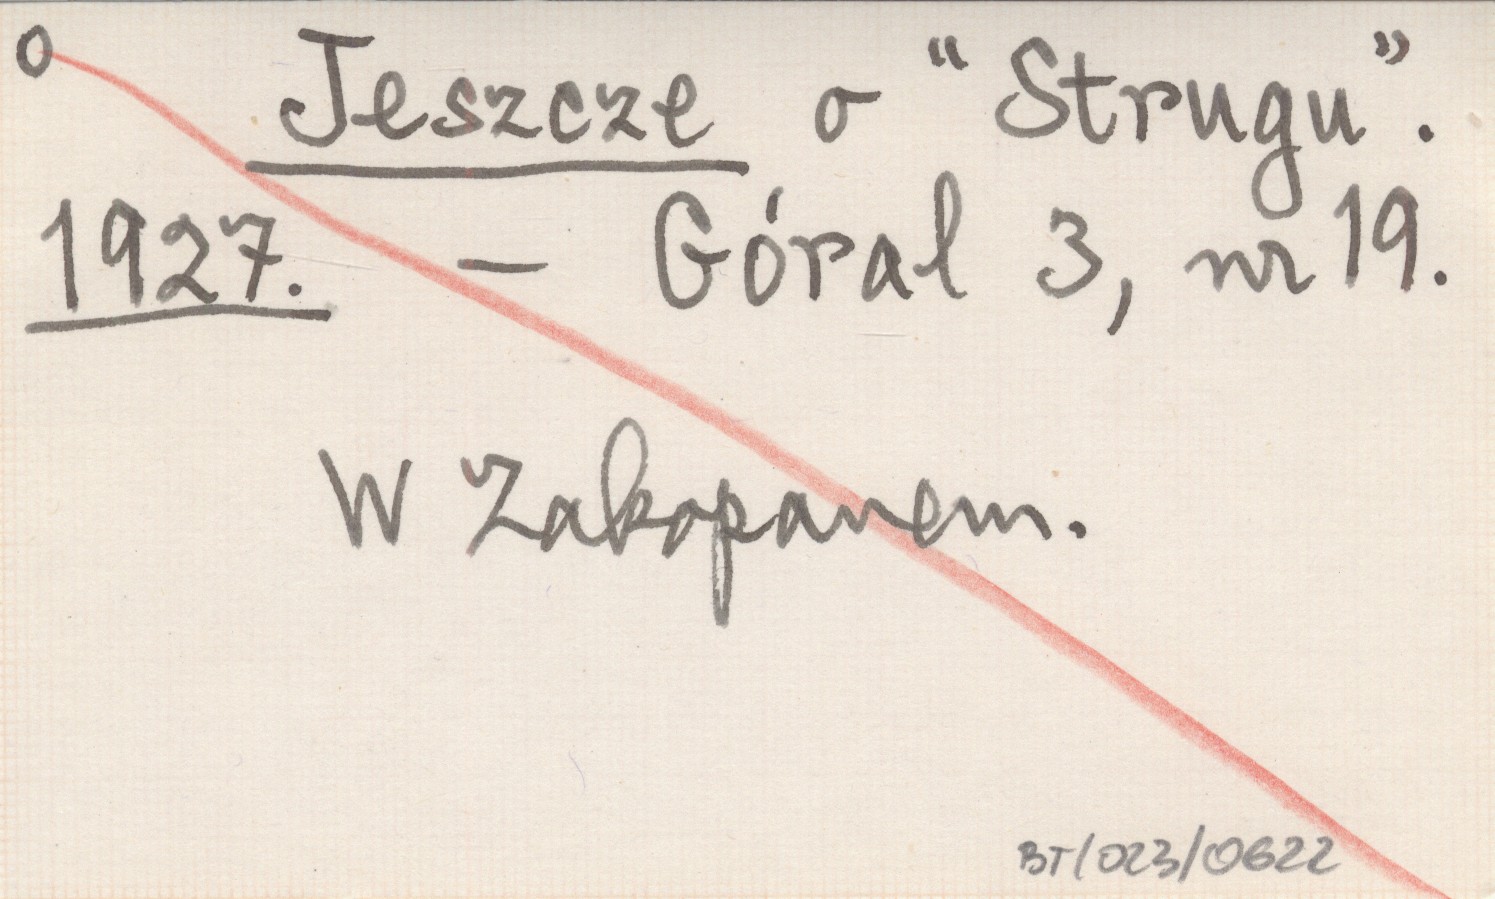 o Jeszcze o "Strugu".
1927. — Góral 3, nr 19.
W Zakopanem.
BT/023/0622